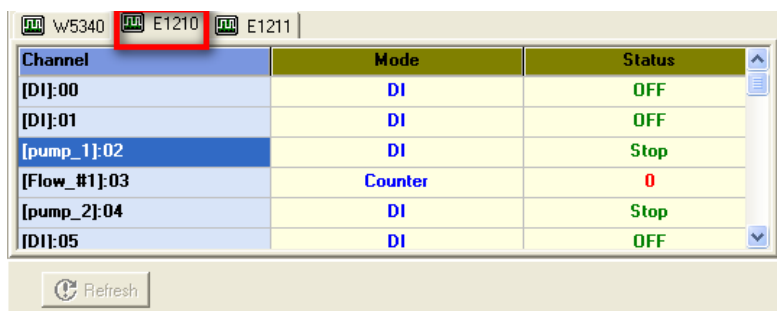 W5340 E1210 E1211
Channel Mode Status
[DI]:00 DI OFF
[DI]:01 DI OFF
[pump_1]:02 DI Stop
[Flow_#1]:03 Counter 0
[pump_2]:04 DI Stop
[DI]:05 DI OFF
Refresh